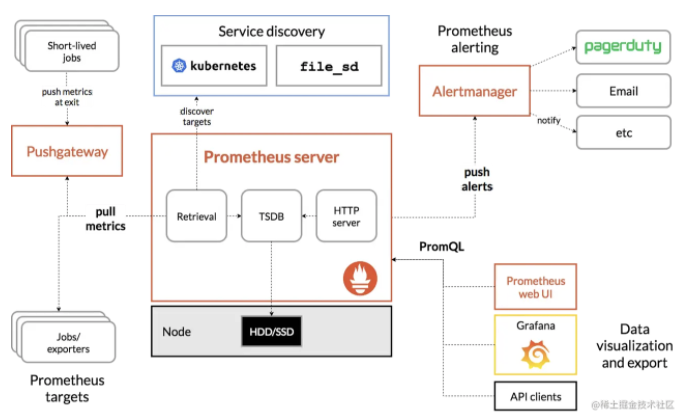 Short-lived
jobs
push metrics
at exit
Pushgateway
pull
metrics
Jobs/
exporters
Prometheus
targets
Service discovery
kubernetes
file_sd
discover
targets
Prometheus server
Retrieval
TSDB
HTTP
server
Node
HDD/SSD
Prometheus
alerting
Alertmanager
pagerduty
Email
etc
notify
push
alerts
PromQL
Prometheus
web UI
Grafana
API clients
Data
visualization
and export
@稀土掘金技术社区